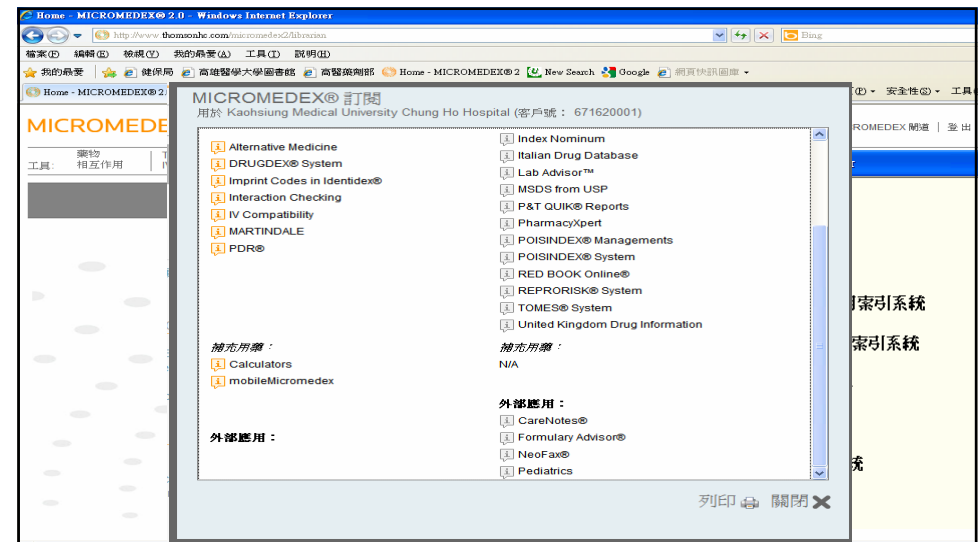 Home - MICROMEDEX® 2.0 - Windows Internet Explorer
http://www.thomsonhc.com/micromedex2/librarian
Bing
檔案(F) 編輯(E) 檢視(V) 我的最愛(A) 工具(T) 說明(H)
我的最愛 健保局 高雄醫學大學圖書館 高醫藥劑部 Home - MICROMEDEX® 2 New Search Google 網頁快訊圖庫
Home - MICROMEDEX® 2
(P) 安全性(S) 工具
MICROMEDE
ROMEDEX 閘道 | 登出
工具: 藥物
相互作用
MICROMEDEX® 訂閱
用於 Kaohsiung Medical University Chung Ho Hospital (客戶號： 671620001)
Alternative Medicine
DRUGDEX® System
Imprint Codes in Identidex®
Interaction Checking
IV Compatibility
MARTINDALE
PDR®
補充用藥：
Calculators
mobileMicromedex
外部應用：
Index Nominum
Italian Drug Database
Lab Advisor™
MSDS from USP
P&T QUIK® Reports
PharmacyXpert
POISINDEX® Managements
POISINDEX® System
RED BOOK Online®
REPRORISK® System
TOMES® System
United Kingdom Drug Information
補充用藥：
N/A
外部應用：
CareNotes®
Formulary Advisor®
NeoFax®
Pediatrics
索引系統
索引系統
統
列印 關閉